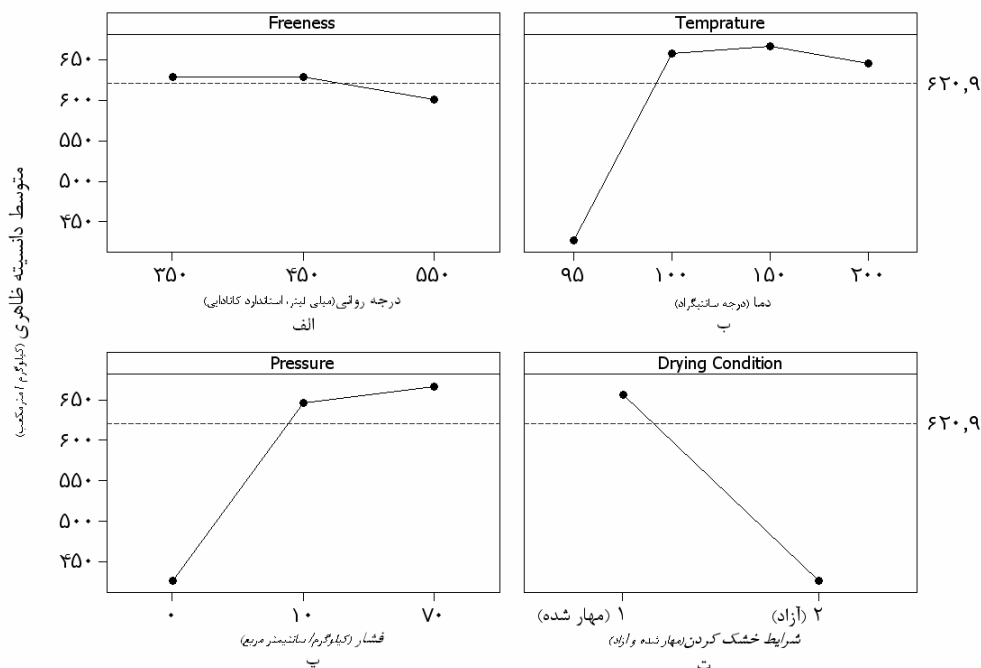 Freeness
Temprature
۶۵۰
۶۰۰
۵۵۰
۵۰۰
۴۵۰
۶۲۰,۹
۳۵۰ ۴۵۰ ۵۵۰
۹۵ ۱۰۰ ۱۵۰ ۲۰۰
درجه روانی(میلی لیتر، استاندارد کانادایی)
دما (درجه سانتیگراد)
الف
ب
متوسط دانسیته ظاهری (کیلوگرم / مترمکعب)
Pressure
Drying Condition
۶۵۰
۶۰۰
۵۵۰
۵۰۰
۴۵۰
۶۲۰,۹
۰ ۱۰ ۷۰
۱ (مهار شده)
۲ (آزاد)
فشار (کیلوگرم/ سانتیمتر مربع)
شرایط خشک کردن(مهار شده و آزاد)
پ
ت